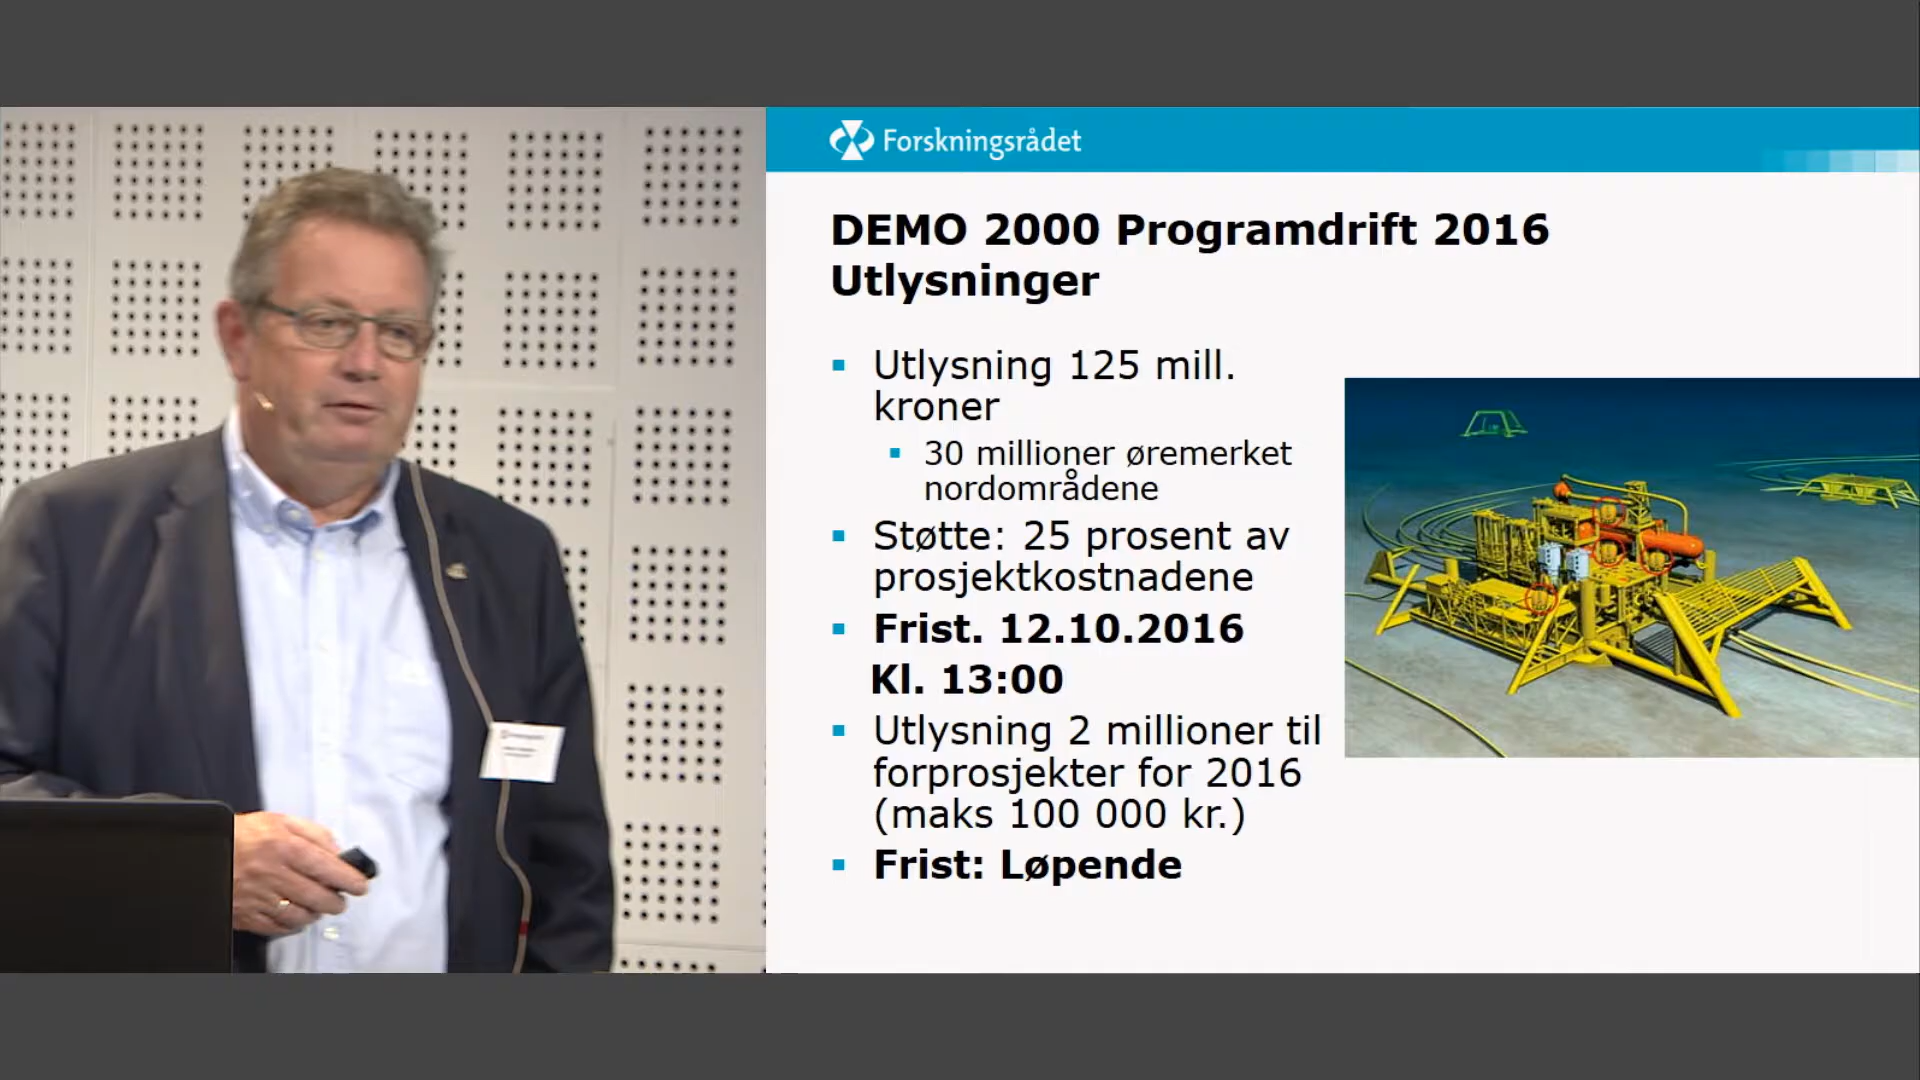 Forskningsrådet
DEMO 2000 Programdrift 2016
Utlysninger
Utlysning 125 mill.
kroner
30 millioner øremerket
nordområdene
Støtte: 25 prosent av
prosjektkostnadene
Frist. 12.10.2016
Kl. 13:00
Utlysning 2 millioner til
forprosjekter for 2016
(maks 100 000 kr.)
Frist: Løpende